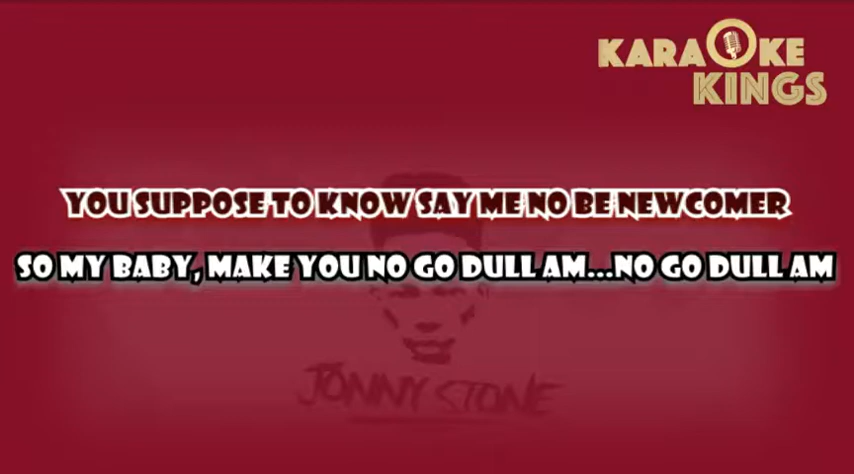 KARAOKE
KINGS
YOU SUPPOSE TO KNOW SAY ME NO BE NEWCOMER
SO MY BABY, MAKE YOU NO GO DULL AM...NO GO DULL AM
JONNY STONE